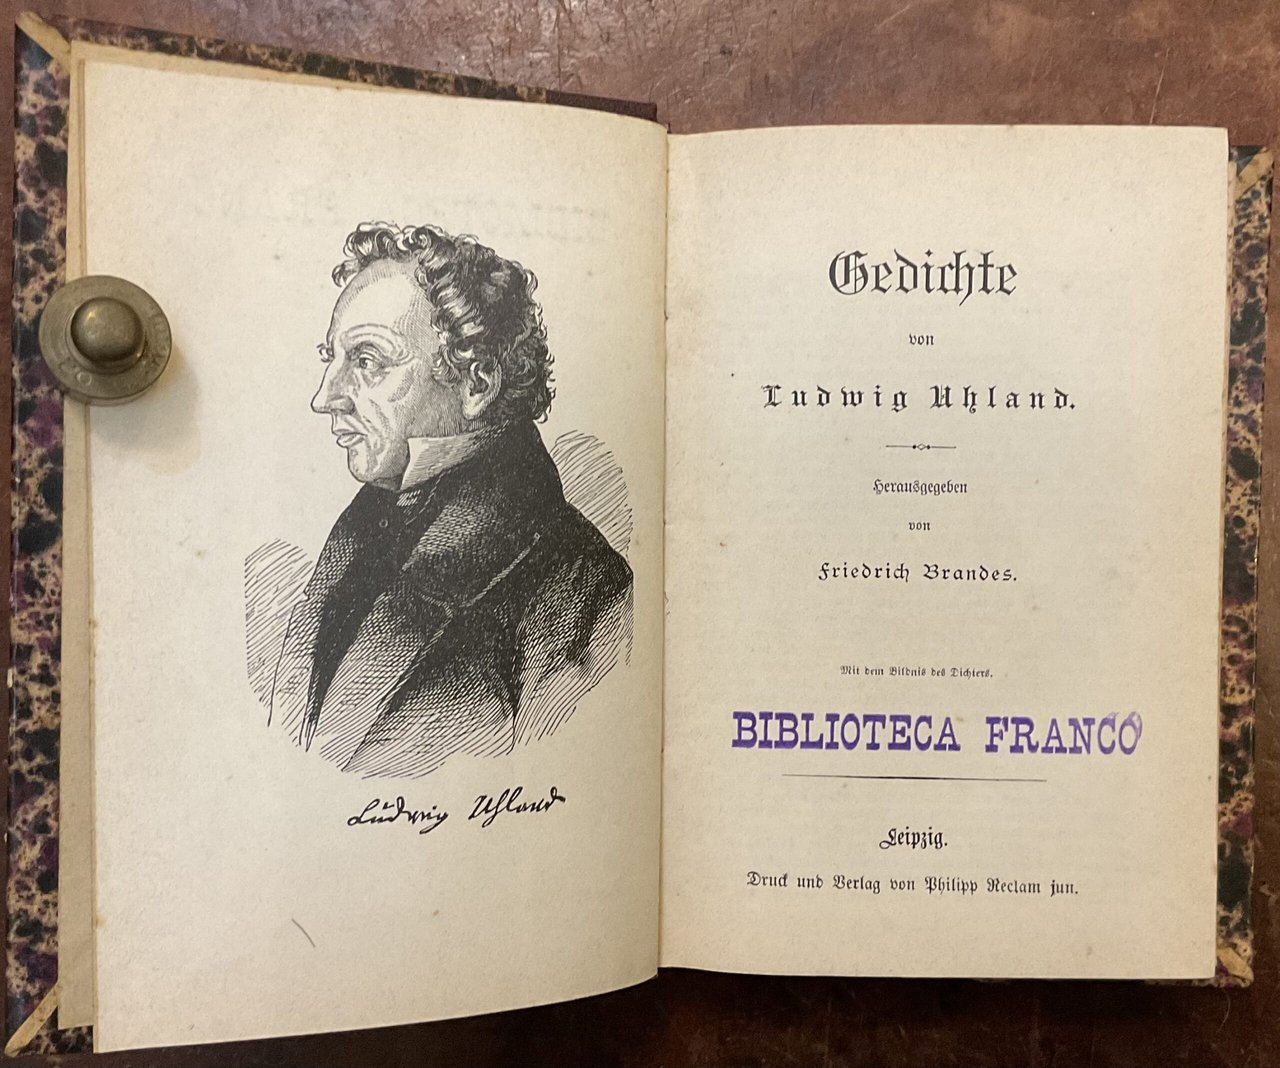 Ludwig Uhland
Gedichte
von
Ludwig Uhland.
Herausgegeben
von
Friedrich Brandes.
Mit dem Bildnis des Dichters.
BIBLIOTECA FRANCO
Leipzig.
Druck und Verlag von Philipp Reclam jun.